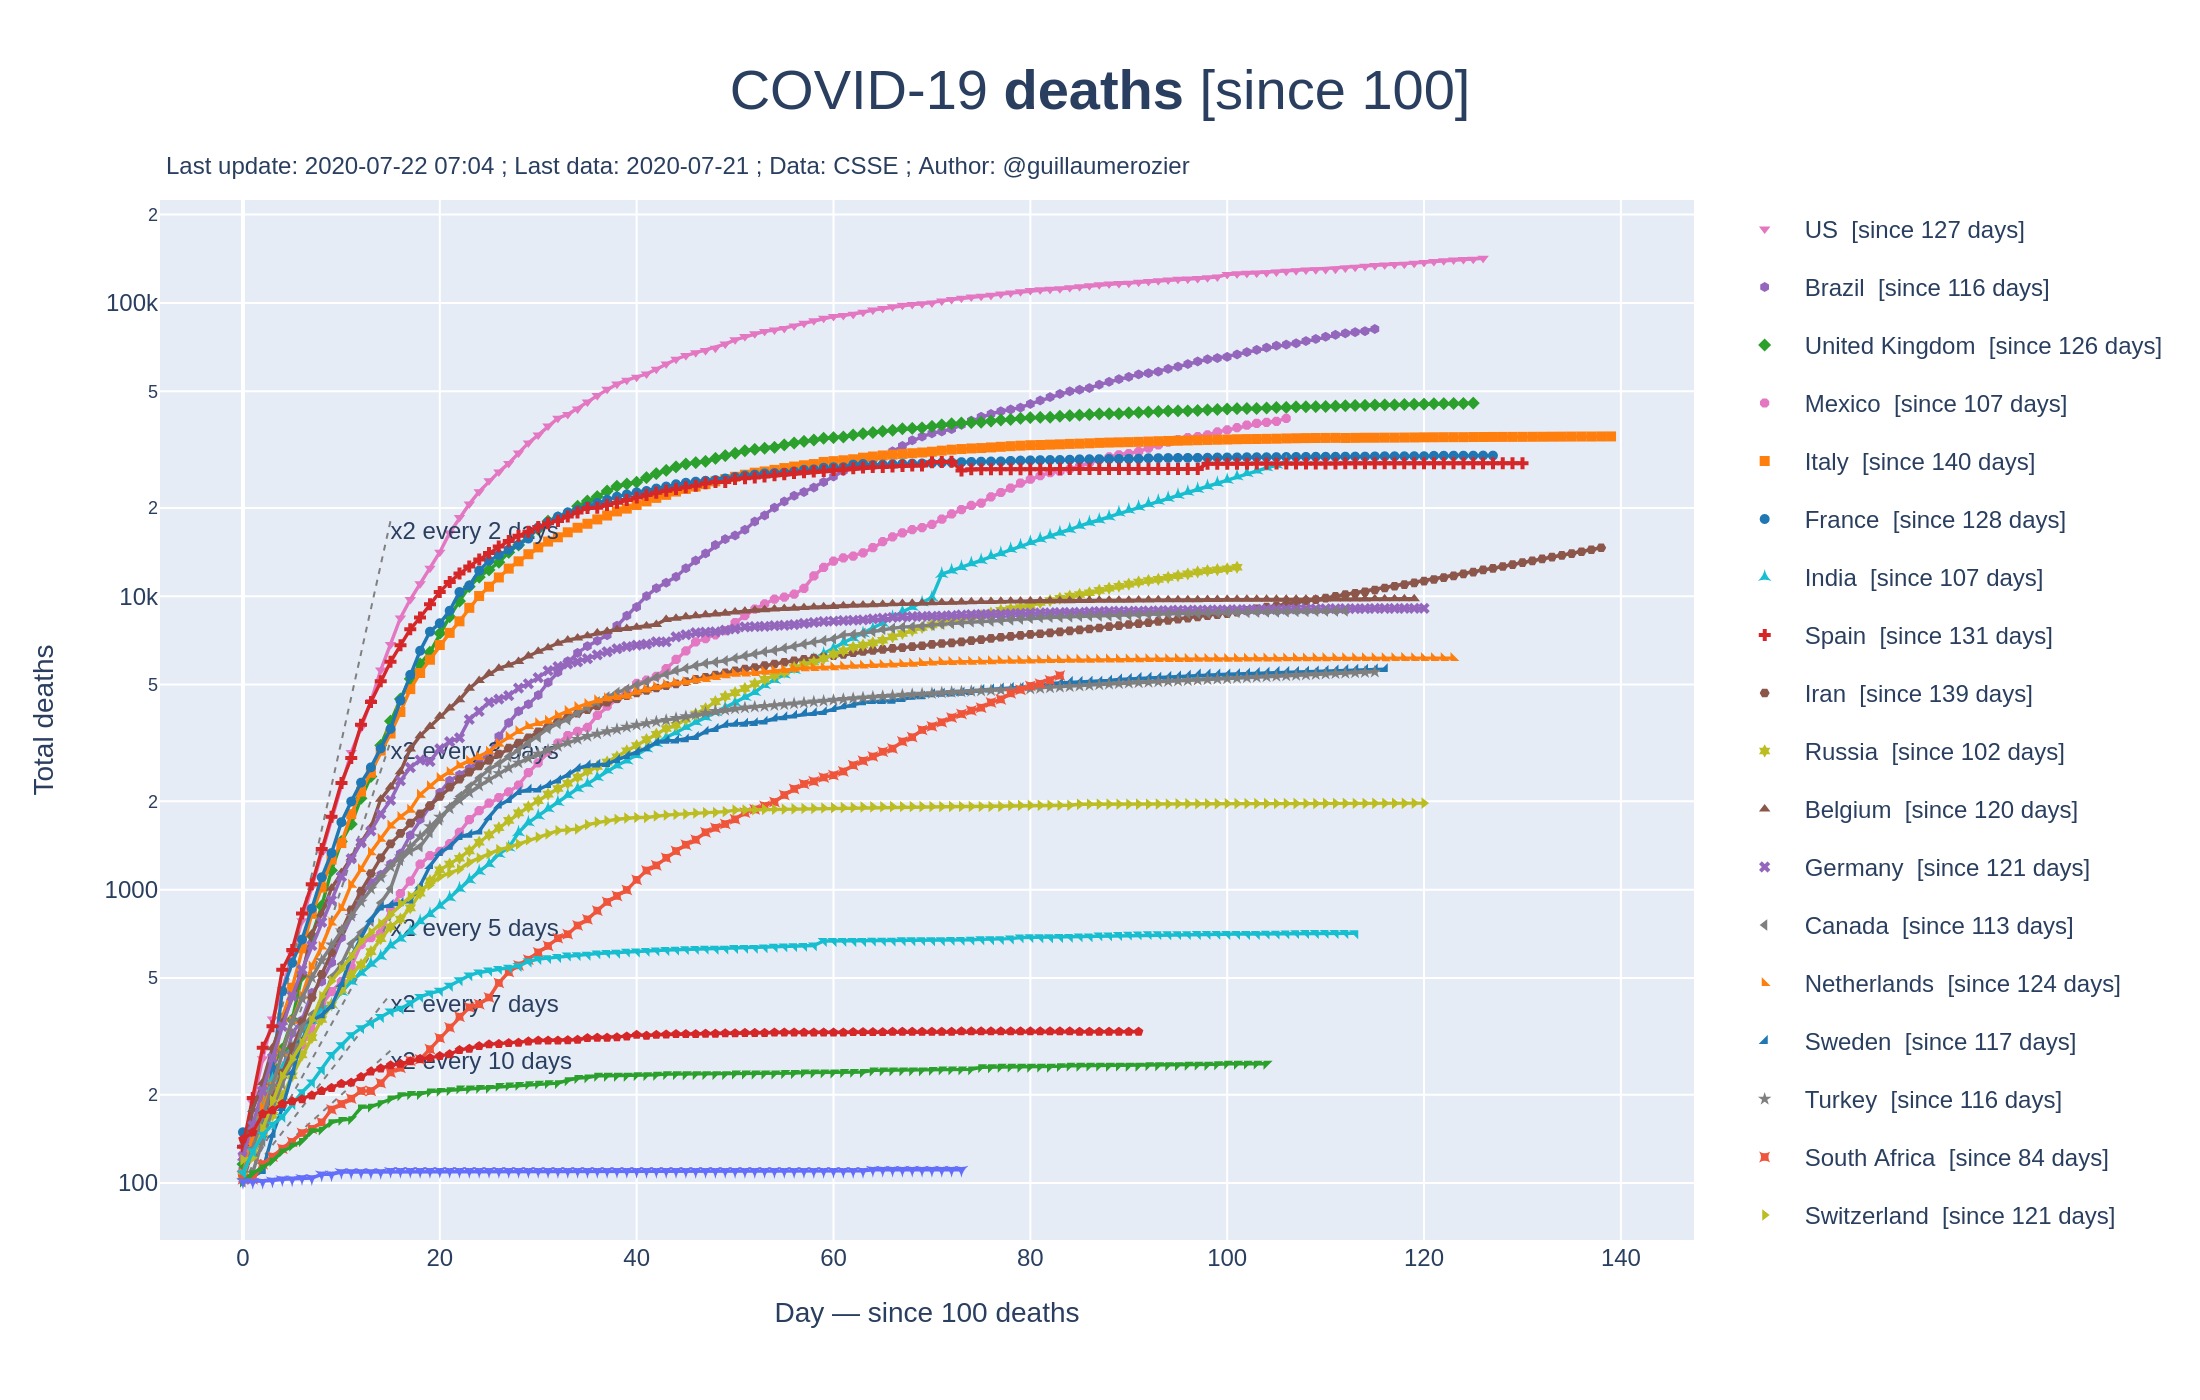 COVID-19 deaths [since 100]
Last update: 2020-07-22 07:04 ; Last data: 2020-07-21 ; Data: CSSE ; Author: @guillaumerozier
Total deaths
2
100k
5
2
10k
5
2
1000
5
2
100
x2 every 2 days
x2 every 3 days
x2 every 5 days
x2 every 7 days
x2 every 10 days
0 20 40 60 80 100 120 140
Day — since 100 deaths
US [since 127 days]
Brazil [since 116 days]
United Kingdom [since 126 days]
Mexico [since 107 days]
Italy [since 140 days]
France [since 128 days]
India [since 107 days]
Spain [since 131 days]
Iran [since 139 days]
Russia [since 102 days]
Belgium [since 120 days]
Germany [since 121 days]
Canada [since 113 days]
Netherlands [since 124 days]
Sweden [since 117 days]
Turkey [since 116 days]
South Africa [since 84 days]
Switzerland [since 121 days]